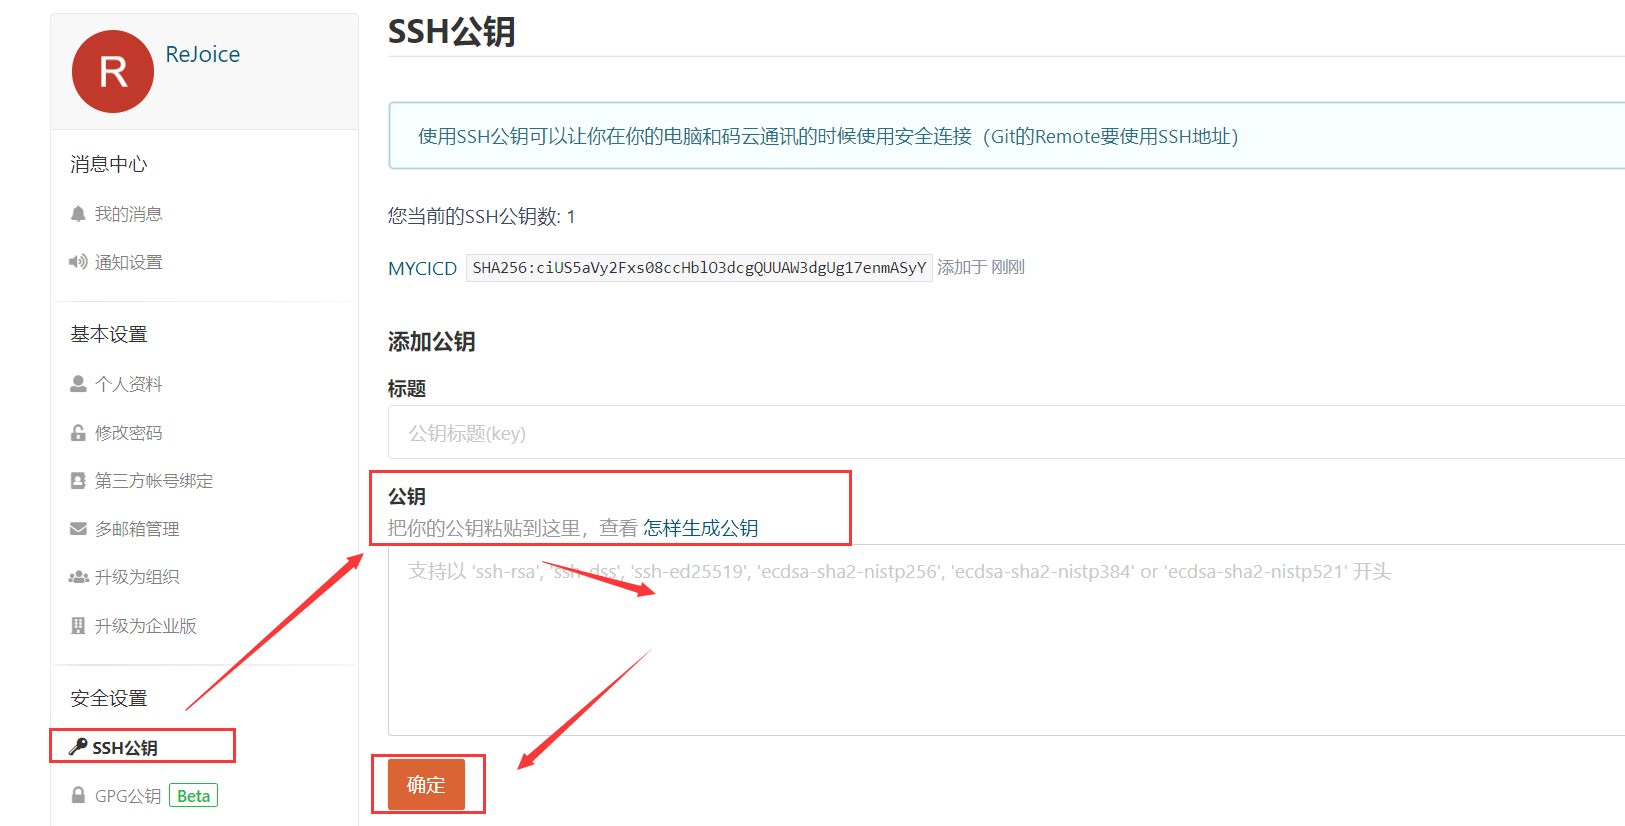 R
ReJoice
消息中心
我的消息
通知设置
基本设置
个人资料
修改密码
第三方帐号绑定
多邮箱管理
升级为组织
升级为企业版
安全设置
SSH公钥
GPG公钥 Beta
SSH公钥
使用SSH公钥可以让你在你的电脑和码云通讯的时候使用安全连接（Git的Remote要使用SSH地址）
您当前的SSH公钥数: 1
MYCICD SHA256:ciUS5aVy2Fxs08ccHblO3dcgQUUAW3dgUg17enmASyY 添加于 刚刚
添加公钥
标题
公钥标题(key)
公钥
把你的公钥粘贴到这里，查看 怎样生成公钥
支持以 'ssh-rsa', 'ssh-dss', 'ssh-ed25519', 'ecdsa-sha2-nistp256', 'ecdsa-sha2-nistp384' or 'ecdsa-sha2-nistp521' 开头
确定